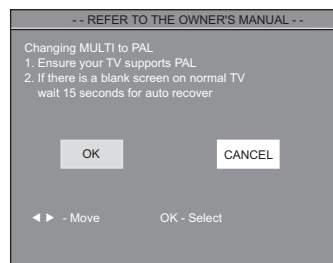 - - REFER TO THE OWNER'S MANUAL - -
Changing MULTI to PAL
1. Ensure your TV supports PAL
2. If there is a blank screen on normal TV
wait 15 seconds for auto recover
OK CANCEL
◄ ► - Move OK - Select